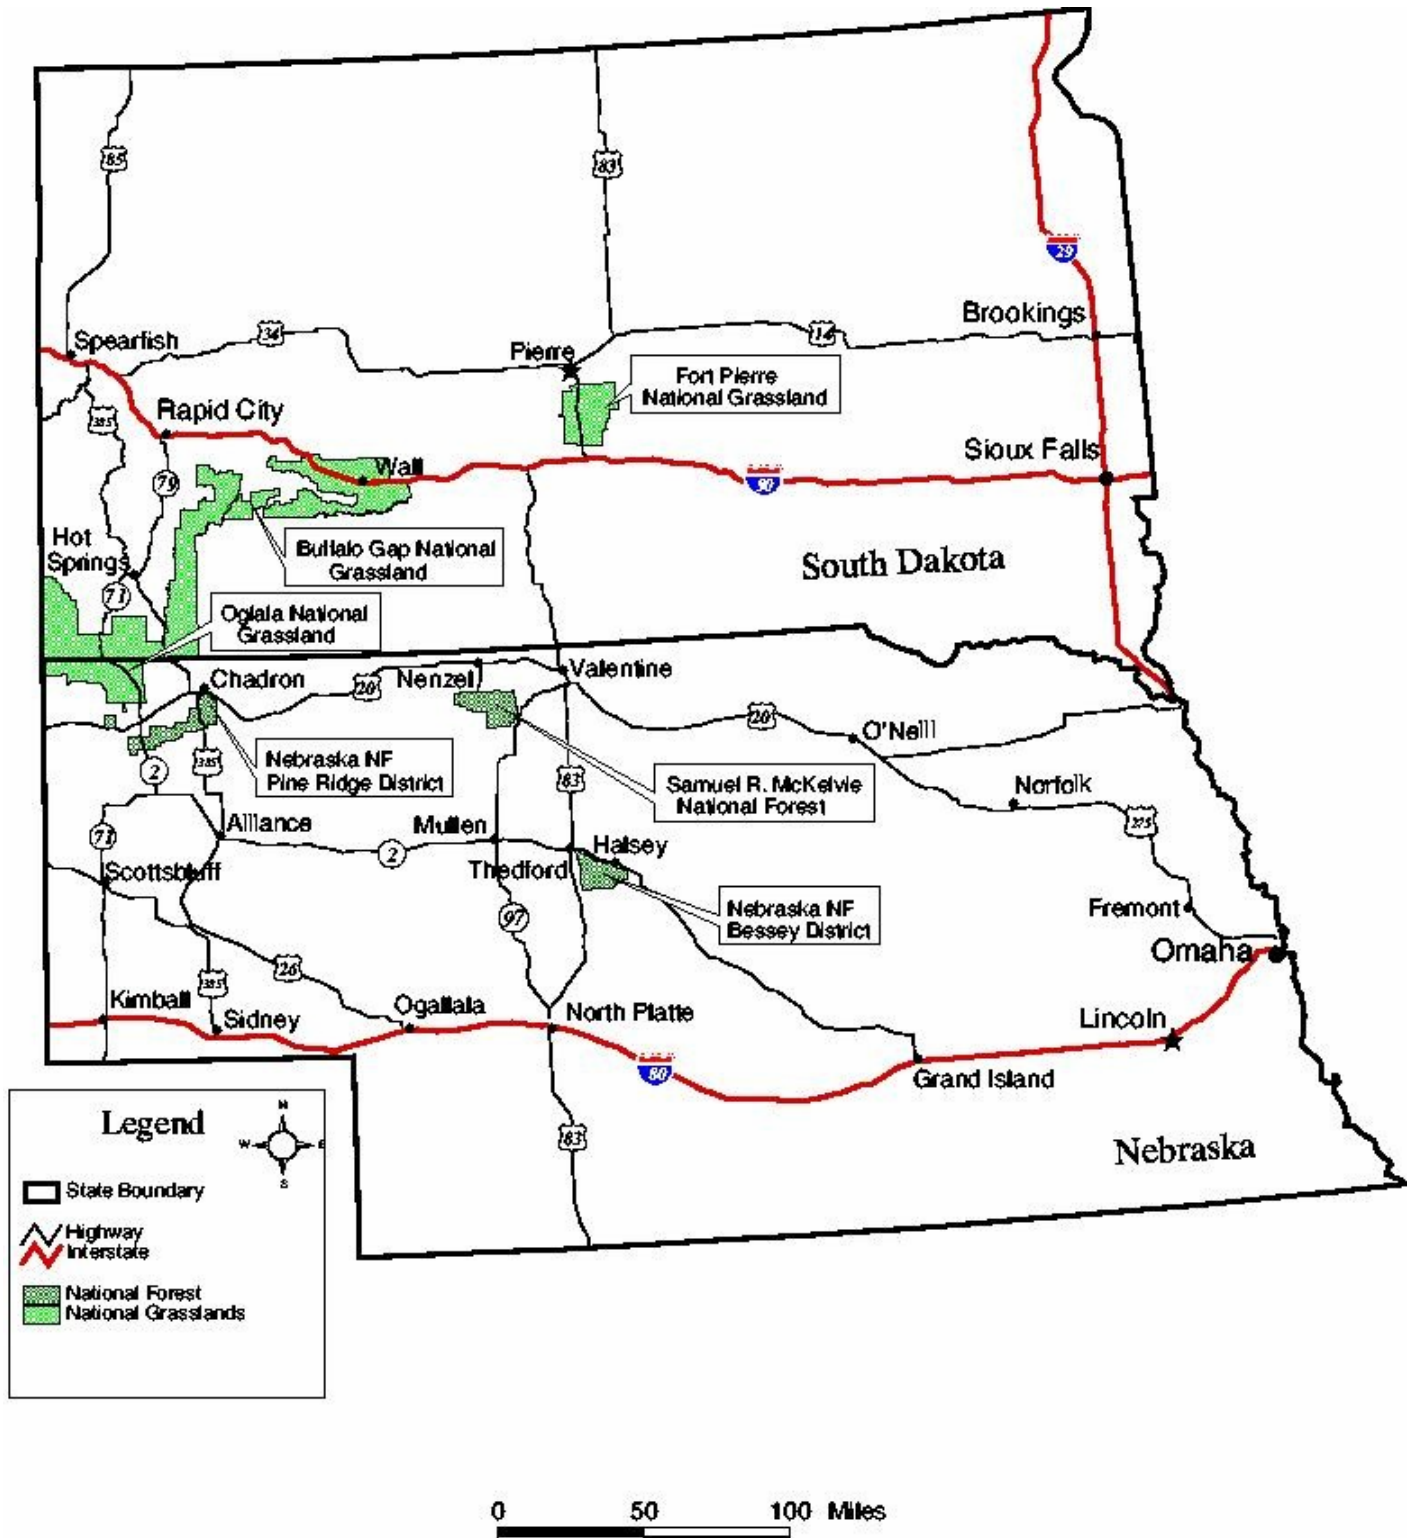 85
83
29
Brookings
Spearfish
34
Pierre
14
Fort Pierre
National Grassland
385
Rapid City
Sioux Falls
Wall
79
90
Hot
Springs
Buffalo Gap National
Grassland
South Dakota
71
Oglala National
Grassland
Chadron
Nenzel
20
Valentine
20
O'Neill
Nebraska NF
Pine Ridge District
2
385
83
Samuel R. McKelvie
National Forest
Norfolk
275
71
Alliance
Mullen
2
Halsey
Thedford
Scottsbluff
97
Nebraska NF
Bessey District
Fremont
Omaha
26
385
Kimball
Sidney
Ogallala
North Platte
Lincoln
80
Grand Island
83
Nebraska
Legend
N
W
E
S
State Boundary
Highway
Interstate
National Forest
National Grasslands
0 50 100 Miles